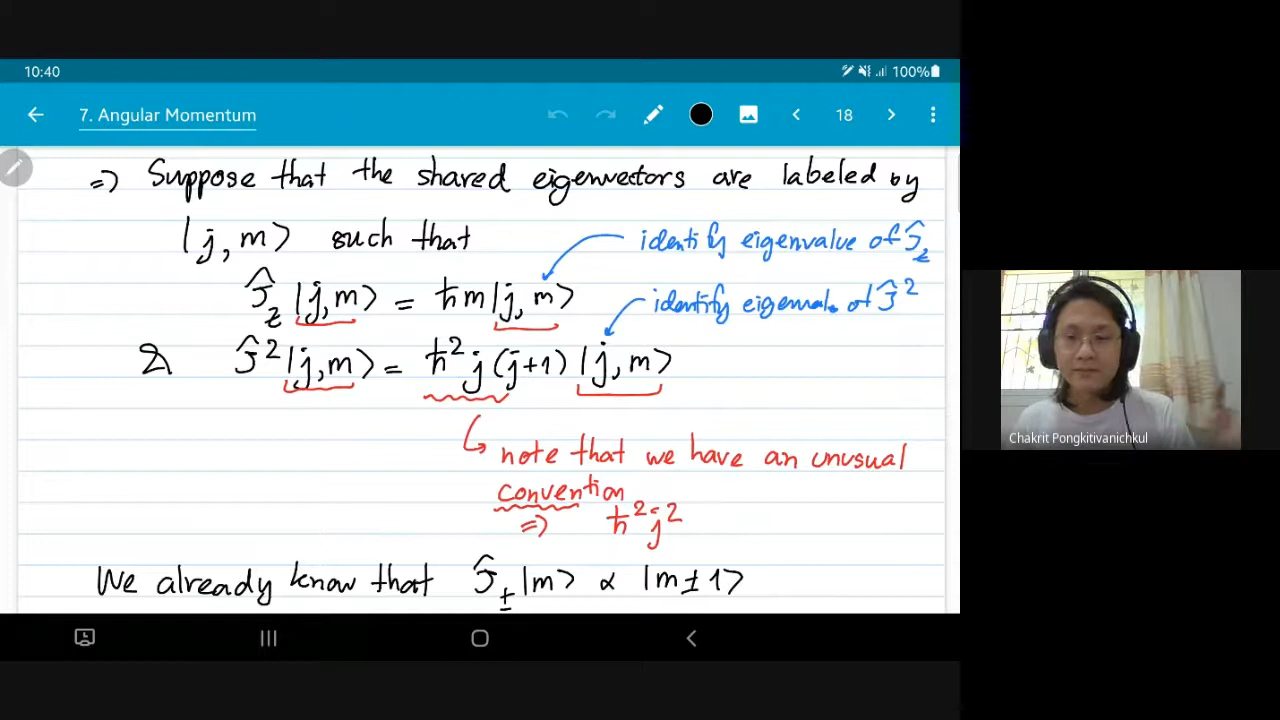 10:40
100%
7. Angular Momentum
18
=> Suppose that the shared eigenvectors are labeled by
|j, m> such that
identify eigenvalue of Ĵz
Ĵz |j, m> = ħm |j, m>
identify eigenval. of Ĵ²
& Ĵ² |j, m> = ħ² j (j+1) |j, m>
↳ note that we have an unusual
convention
=> ħ² j²
We already know that Ĵ± |m> ∝ |m ± 1>
Chakrit Pongkitivanichkul